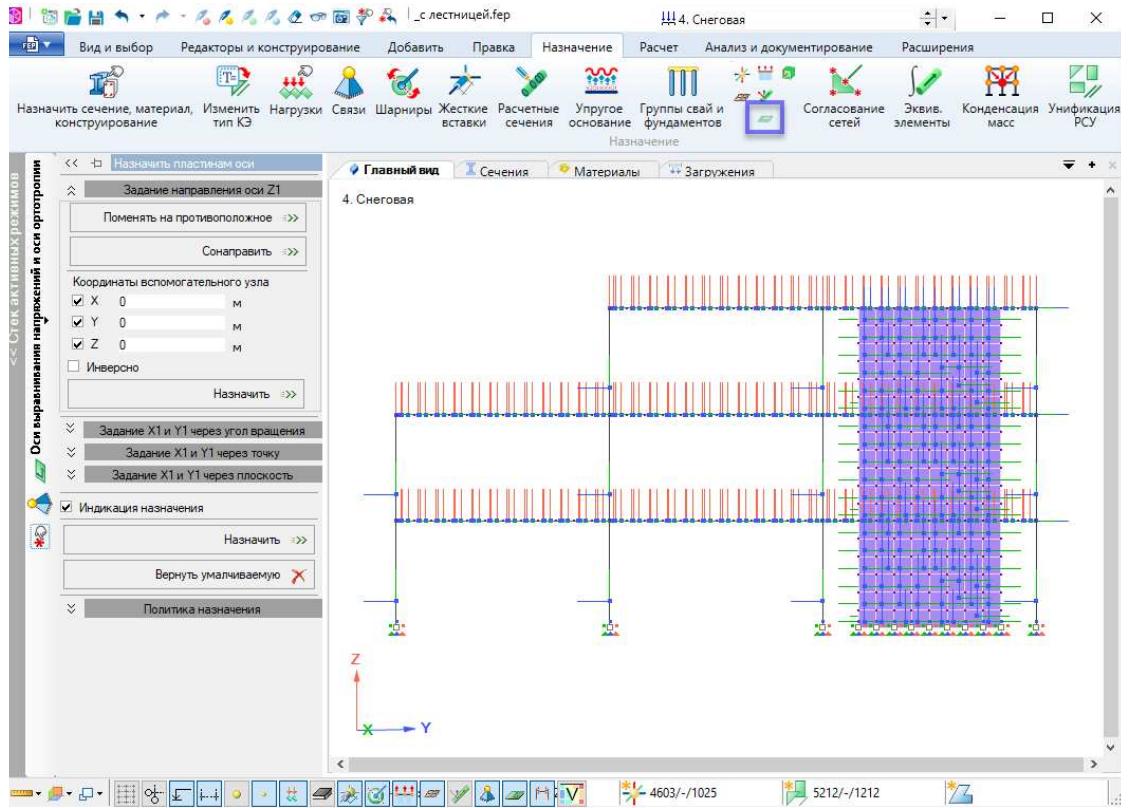 _с лестницей.fep
4. Снеговая
FEP
Вид и выбор Редакторы и конструирование Добавить Правка Назначение Расчет Анализ и документирование Расширения
Назначить сечение, материал, конструирование
Изменить тип КЭ
Нагрузки
Связи
Шарниры
Жесткие вставки
Расчетные сечения
Упругое основание
Группы свай и фундаментов
Согласование сетей
Эквив. элементы
Конденсация масс
Унификация РСУ
Назначение
<< Стек активных режимов
Оси выравнивания напряжений и оси ортотропии
<< Назначить пластинам оси
Задание направления оси Z1
Поменять на противоположное >>
Сонаправить >>
Координаты вспомогательного узла
X 0 м
Y 0 м
Z 0 м
Инверсно
Назначить >>
Задание X1 и Y1 через угол вращения
Задание X1 и Y1 через точку
Задание X1 и Y1 через плоскость
Индикация назначения
Назначить >>
Вернуть умалчиваемую
Политика назначения
Главный вид Сечения Материалы Загружения
4. Снеговая
Z
X Y
4603/-/1025 5212/-/1212